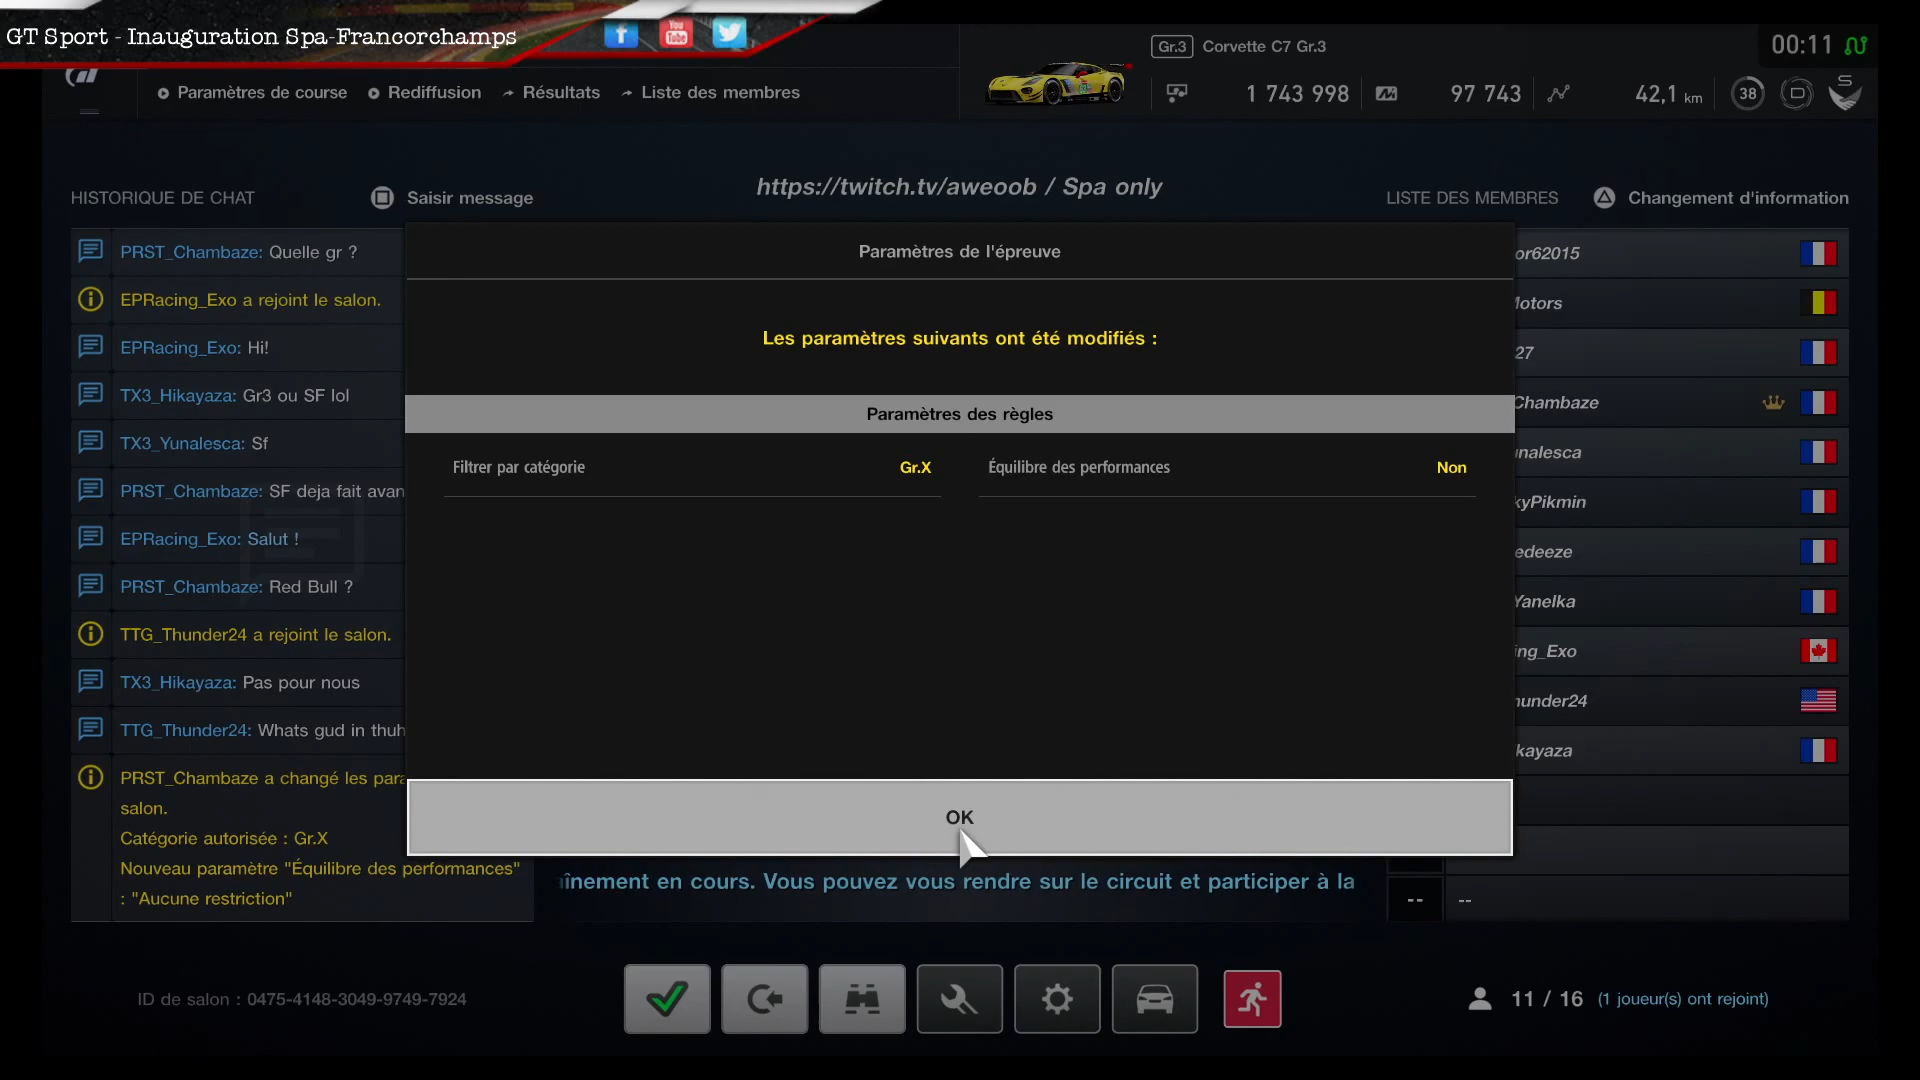 GT Sport - Inauguration Spa-Francorchamps
You Tube
Gr.3 Corvette C7 Gr.3
00:11
Paramètres de course
Rediffusion
Résultats
Liste des membres
1 743 998
97 743
42,1 km
38
S
HISTORIQUE DE CHAT
Saisir message
https://twitch.tv/aweoob / Spa only
LISTE DES MEMBRES
Changement d'information
PRST_Chambaze: Quelle gr ?
EPRacing_Exo a rejoint le salon.
EPRacing_Exo: Hi!
TX3_Hikayaza: Gr3 ou SF lol
TX3_Yunalesca: Sf
PRST_Chambaze: SF deja fait avan
EPRacing_Exo: Salut !
PRST_Chambaze: Red Bull ?
TTG_Thunder24 a rejoint le salon.
TX3_Hikayaza: Pas pour nous
TTG_Thunder24: Whats gud in thuh
PRST_Chambaze a changé les para
salon.
Catégorie autorisée : Gr.X
Nouveau paramètre "Équilibre des performances"
: "Aucune restriction"
Paramètres de l'épreuve
Les paramètres suivants ont été modifiés :
Paramètres des règles
Filtrer par catégorie Gr.X
Équilibre des performances Non
OK
înement en cours. Vous pouvez vous rendre sur le circuit et participer à la
or62015
Motors
27
Chambaze
unalesca
kyPikmin
edeeze
Yanelka
ing_Exo
hunder24
kayaza
-- --
ID de salon : 0475-4148-3049-9749-7924
11 / 16 (1 joueur(s) ont rejoint)